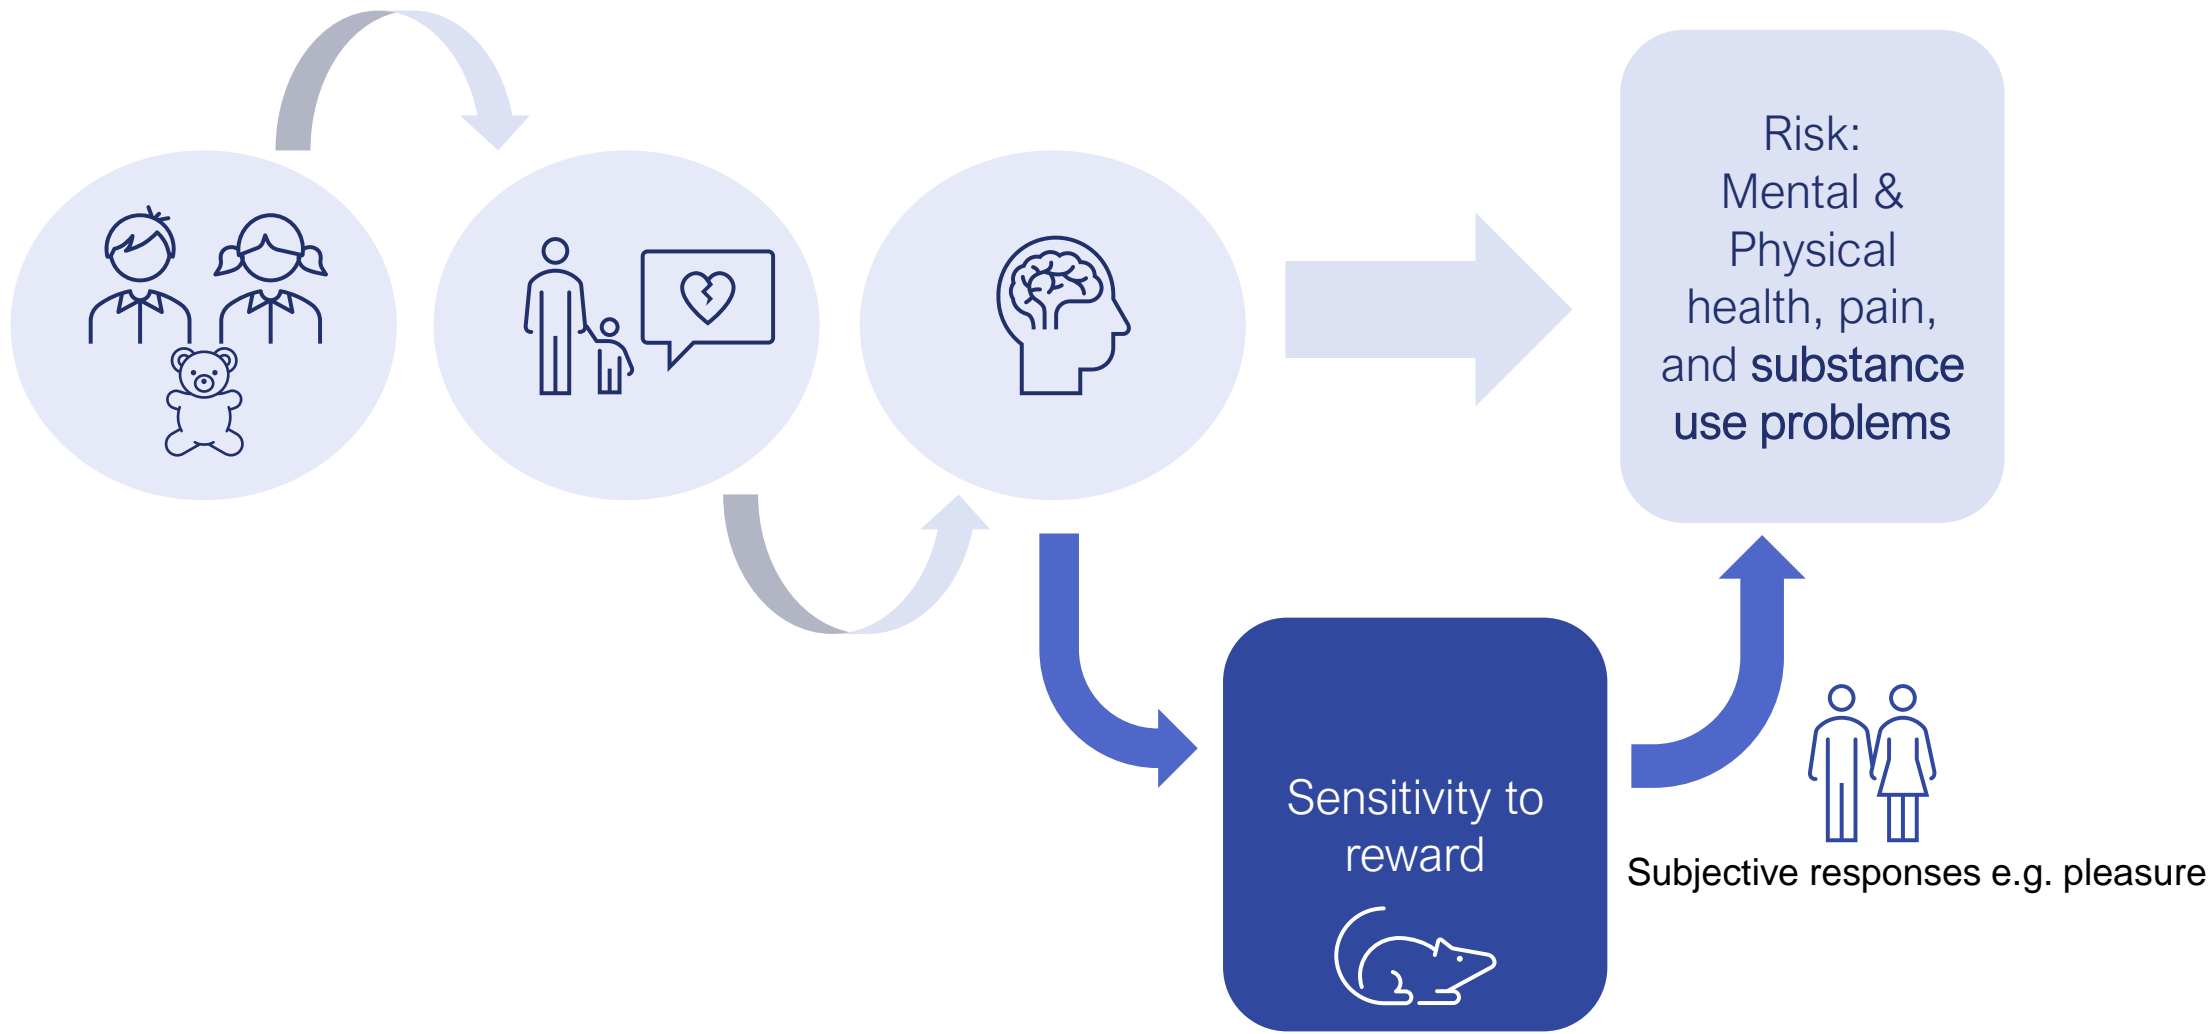 Risk:
Mental &
Physical
health, pain,
and substance
use problems
Sensitivity to
reward
Subjective responses e.g. pleasure